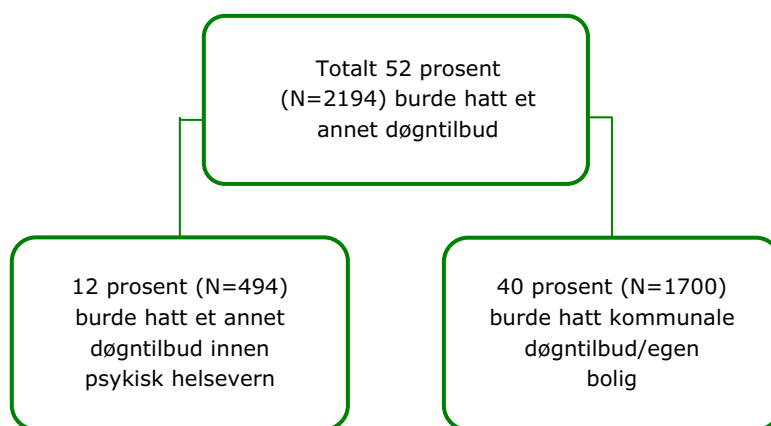 Totalt 52 prosent
(N=2194) burde hatt et
annet døgntilbud
12 prosent (N=494)
burde hatt et annet
døgntilbud innen
psykisk helsevern
40 prosent (N=1700)
burde hatt kommunale
døgntilbud/egen
bolig